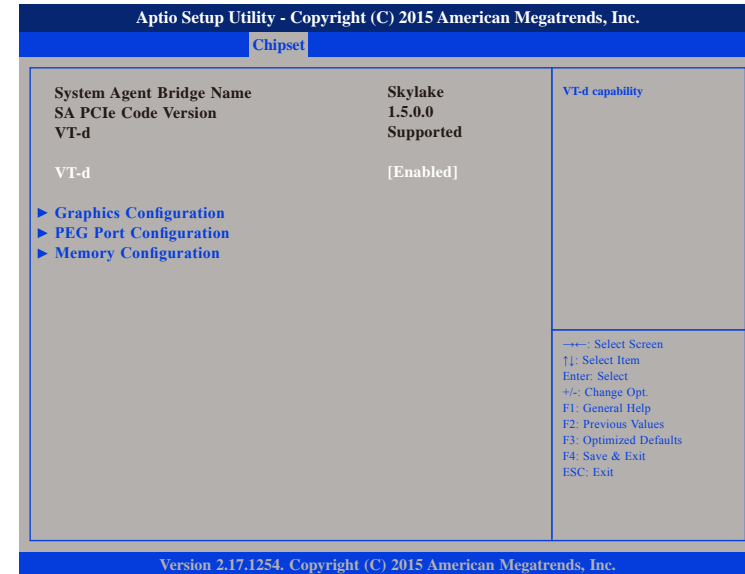 Aptio Setup Utility - Copyright (C) 2015 American Megatrends, Inc.
Chipset
System Agent Bridge Name Skylake
SA PCIe Code Version 1.5.0.0
VT-d Supported
VT-d [Enabled]
► Graphics Configuration
► PEG Port Configuration
► Memory Configuration
VT-d capability
→←: Select Screen
↑↓: Select Item
Enter: Select
+/-: Change Opt.
F1: General Help
F2: Previous Values
F3: Optimized Defaults
F4: Save & Exit
ESC: Exit
Version 2.17.1254. Copyright (C) 2015 American Megatrends, Inc.